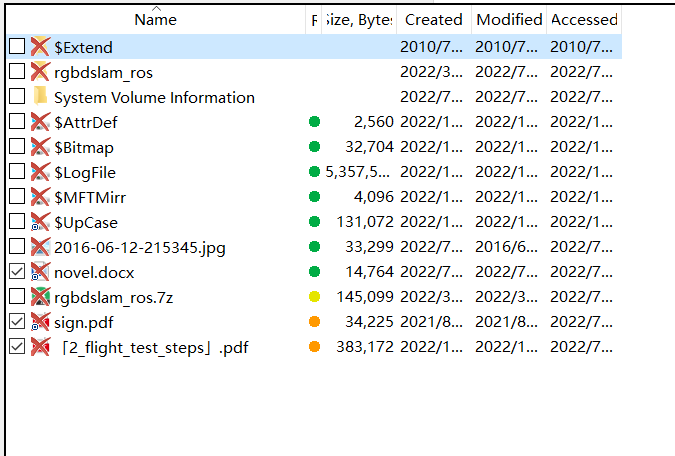 Name F Size, Bytes Created Modified Accessed
$Extend 2010/7... 2010/7... 2010/7...
rgbdslam_ros 2022/3... 2022/7... 2022/7...
System Volume Information 2022/7... 2022/7... 2022/7...
$AttrDef 2,560 2022/1... 2022/1... 2022/1...
$Bitmap 32,704 2022/1... 2022/1... 2022/1...
$LogFile 5,357,5... 2022/1... 2022/1... 2022/1...
$MFTMirr 4,096 2022/1... 2022/1... 2022/1...
$UpCase 131,072 2022/1... 2022/1... 2022/1...
2016-06-12-215345.jpg 33,299 2022/7... 2016/6... 2022/7...
novel.docx 14,764 2022/7... 2022/7... 2022/7...
rgbdslam_ros.7z 145,099 2022/3... 2022/3... 2022/7...
sign.pdf 34,225 2021/8... 2021/8... 2022/7...
「2_flight_test_steps」.pdf 383,172 2022/1... 2022/1... 2022/7...